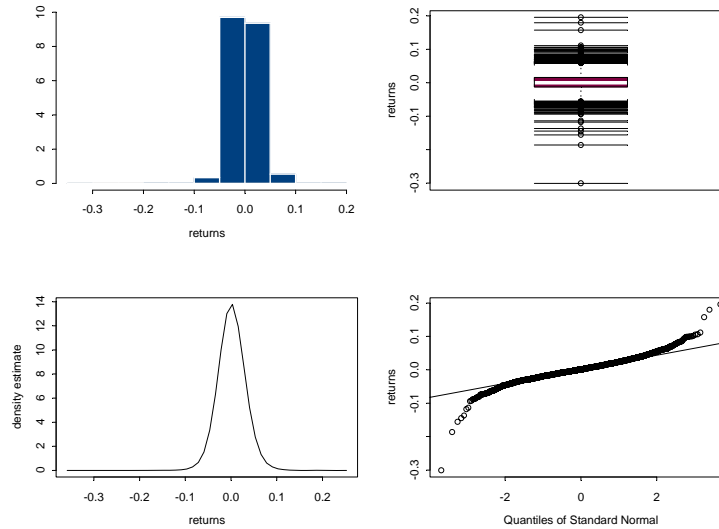 10
8
6
4
2
0
-0.3 -0.2 -0.1 0.0 0.1 0.2
returns
0.2
0.1
0.0
-0.1
-0.3
returns
14
12
10
8
6
4
2
0
density estimate
-0.3 -0.2 -0.1 0.0 0.1 0.2
returns
0.2
0.1
0.0
-0.1
-0.3
returns
-2 0 2
Quantiles of Standard Normal